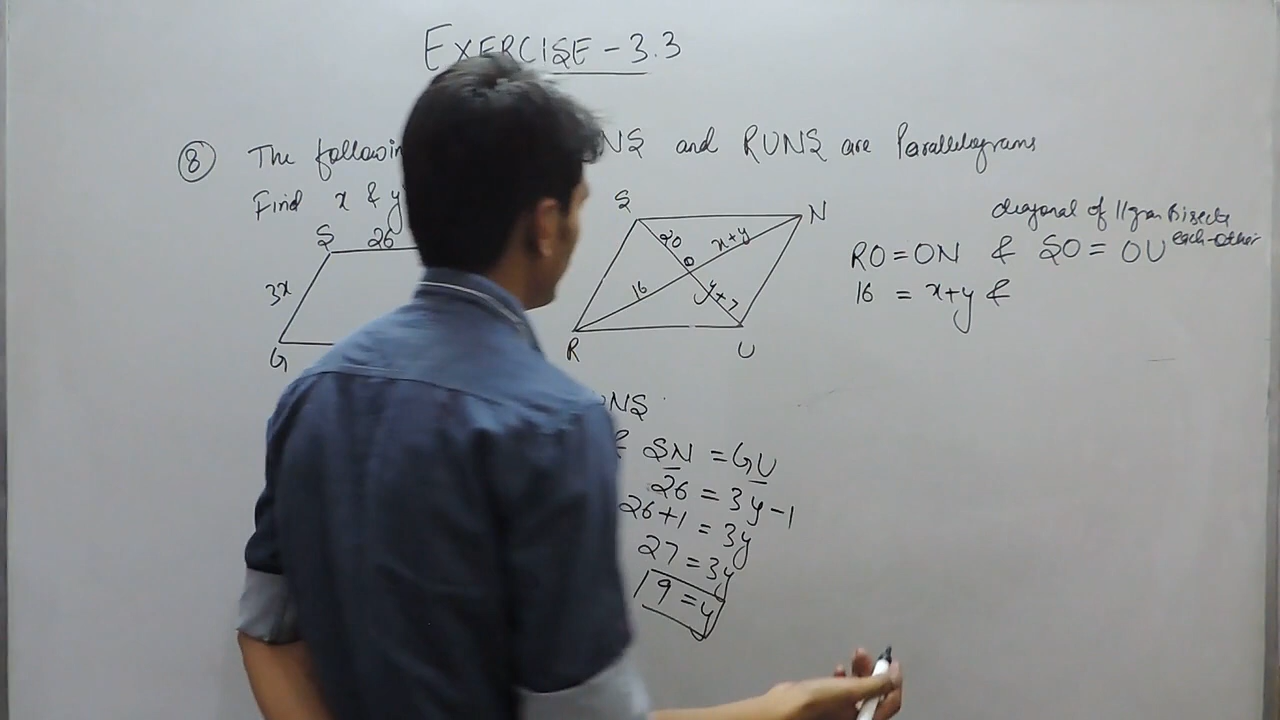 EXERCISE - 3.3
8 The followin NS and RUNS are Parallelograms
Find x & y
S 26
3x
G
S N
20 x+y
O
16 y+7
R U
diagonal of ||gram Bisects each-other
RO = ON & SO = OU
16 = x+y &
UNS
& SN = GU
26 = 3y-1
26+1 = 3y
27 = 3y
9 = y